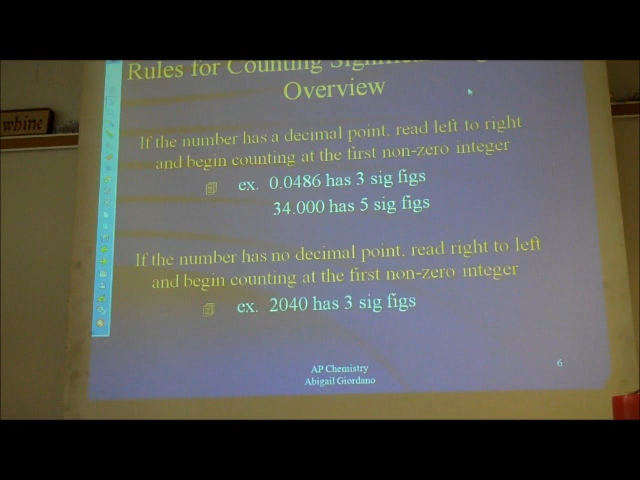 Rules for Counting
Overview
whine
If the number has a decimal point, read left to right
and begin counting at the first non-zero integer
ex. 0.0486 has 3 sig figs
34.000 has 5 sig figs
If the number has no decimal point, read right to left
and begin counting at the first non-zero integer
ex. 2040 has 3 sig figs
AP Chemistry
Abigail Giordano
6